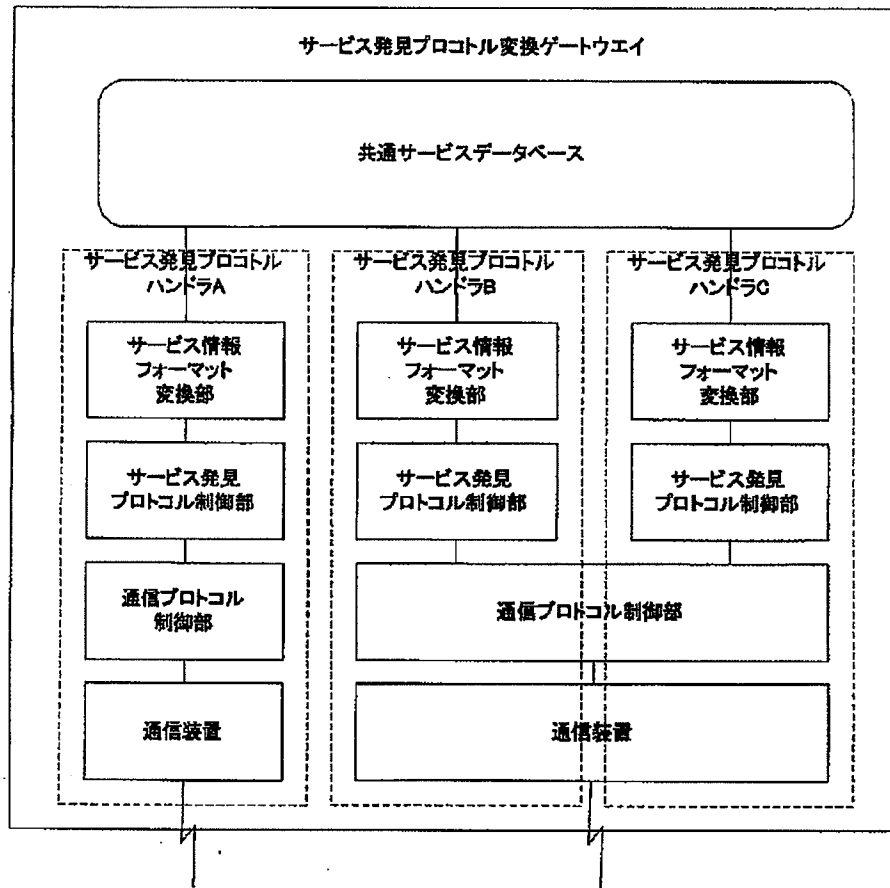 サービス発見プロコトル変換ゲートウエイ
共通サービスデータベース
サービス発見プロコトル
ハンドラA
サービス発見プロコトル
ハンドラB
サービス発見プロコトル
ハンドラC
サービス情報
フォーマット
変換部
サービス情報
フォーマット
変換部
サービス情報
フォーマット
変換部
サービス発見
プロトコル制御部
サービス発見
プロトコル制御部
サービス発見
プロトコル制御部
通信プロトコル
制御部
通信プロトコル制御部
通信装置
通信装置